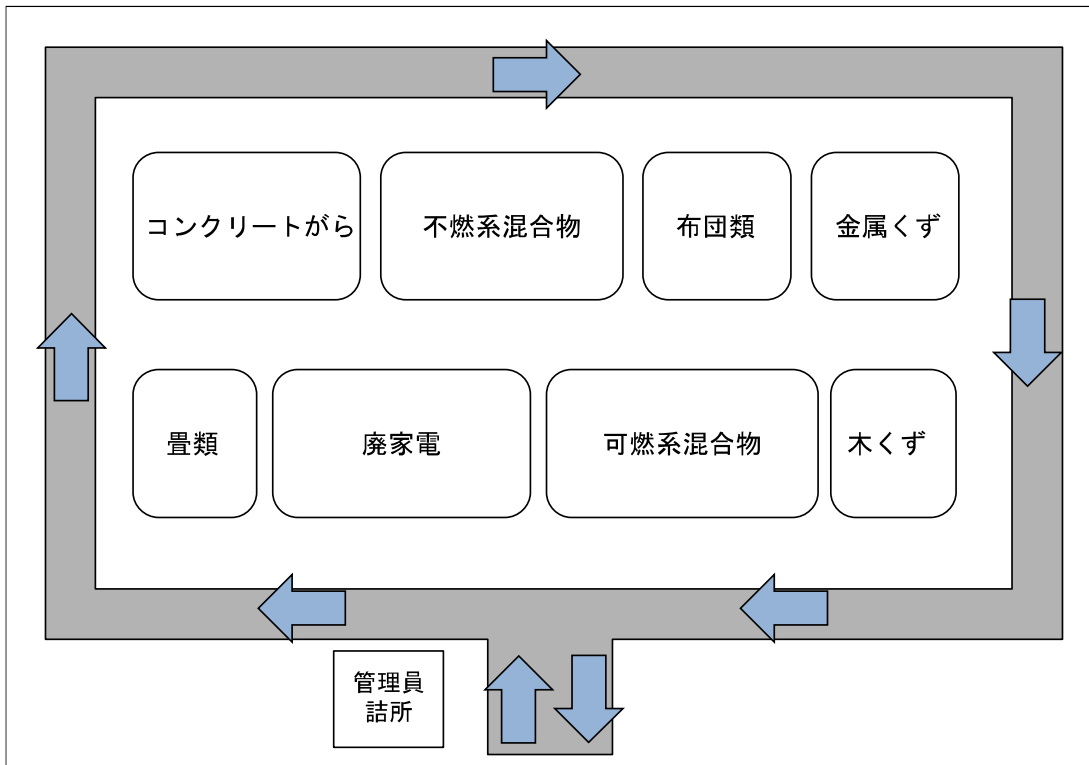 コンクリートがら
不燃系混合物
布団類
金属くず
畳類
廃家電
可燃系混合物
木くず
管理員
詰所